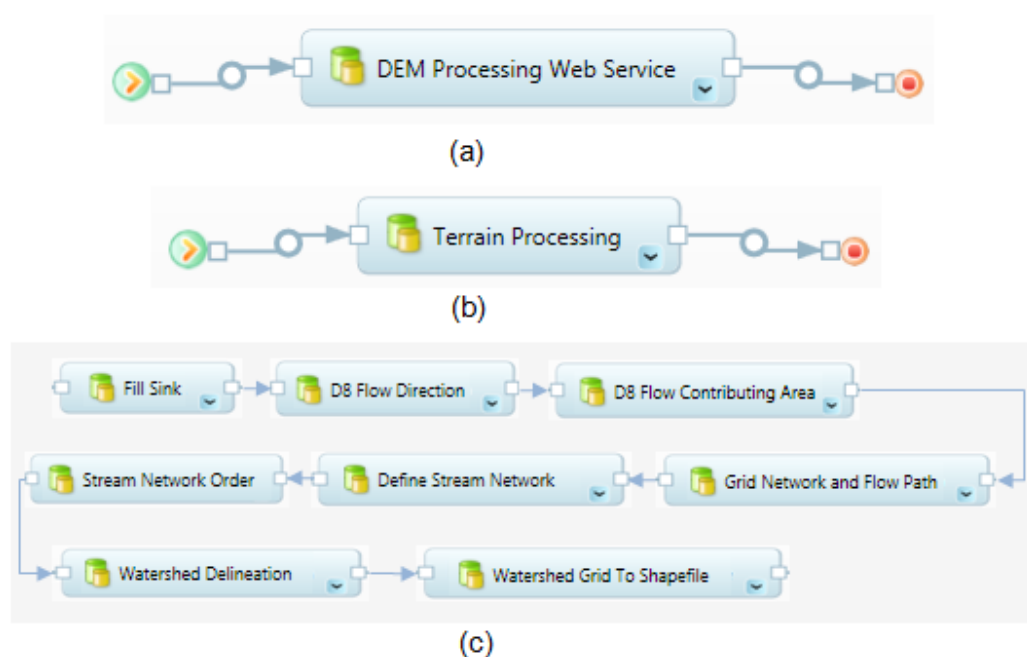 DEM Processing Web Service
(a)
Terrain Processing
(b)
Fill Sink
D8 Flow Direction
D8 Flow Contributing Area
Stream Network Order
Define Stream Network
Grid Network and Flow Path
Watershed Delineation
Watershed Grid To Shapefile
(c)